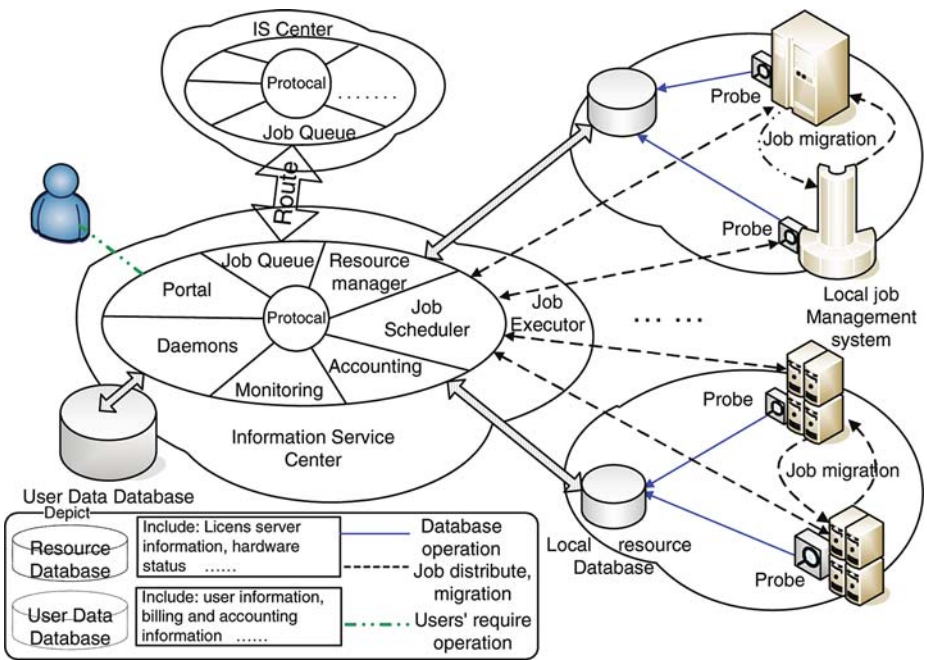 IS Center
Protocal
.......
Job Queue
Route
Probe
Job migration
Probe
Local job
Management
system
Job Queue
Resource
manager
Portal
Protocal
Job
Scheduler
Job
Executor
... ...
Daemons
Accounting
Monitoring
Information Service
Center
User Data Database
Probe
Job migration
Local resource
Database
Probe
Depict
Resource
Database
Include: Licens server
information, hardware
status ......
Database
operation
Job distribute,
migration
User Data
Database
Include: user information,
billing and accounting
information ......
Users' require
operation